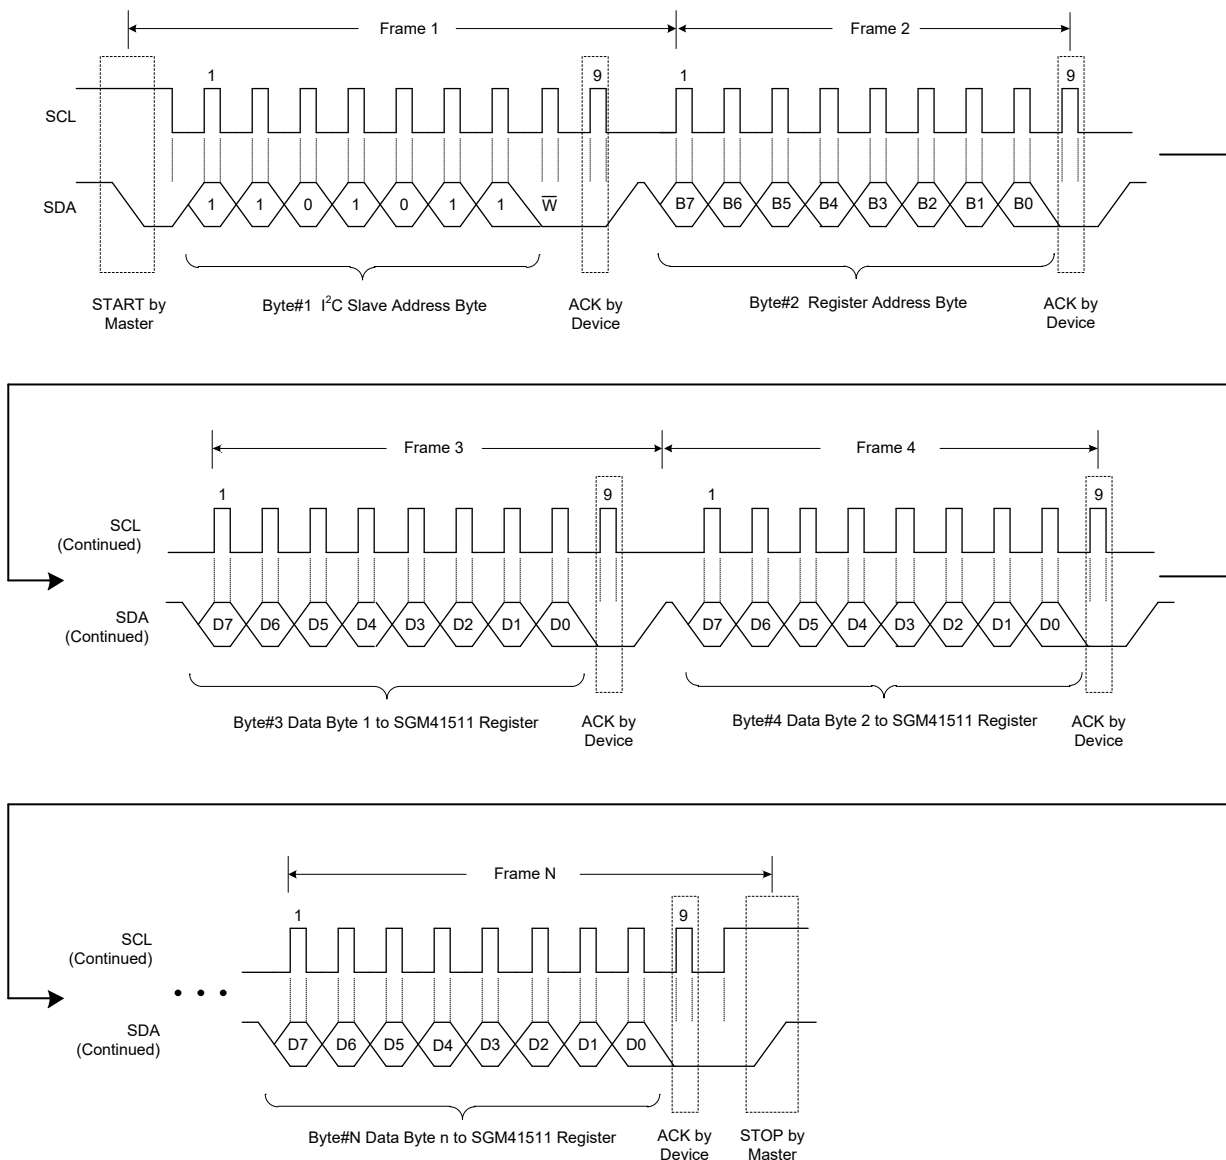 Frame 1 Frame 2
1 9 1 9
SCL
SDA 1 1 0 1 0 1 1 W̅ B7 B6 B5 B4 B3 B2 B1 B0
START by
Master
Byte#1 I²C Slave Address Byte
ACK by
Device
Byte#2 Register Address Byte
ACK by
Device
Frame 3 Frame 4
1 9 1 9
SCL
(Continued)
SDA
(Continued)
D7 D6 D5 D4 D3 D2 D1 D0 D7 D6 D5 D4 D3 D2 D1 D0
Byte#3 Data Byte 1 to SGM41511 Register
ACK by
Device
Byte#4 Data Byte 2 to SGM41511 Register
ACK by
Device
Frame N
1 9
SCL
(Continued)
• • •
SDA
(Continued)
D7 D6 D5 D4 D3 D2 D1 D0
Byte#N Data Byte n to SGM41511 Register
ACK by
Device
STOP by
Master